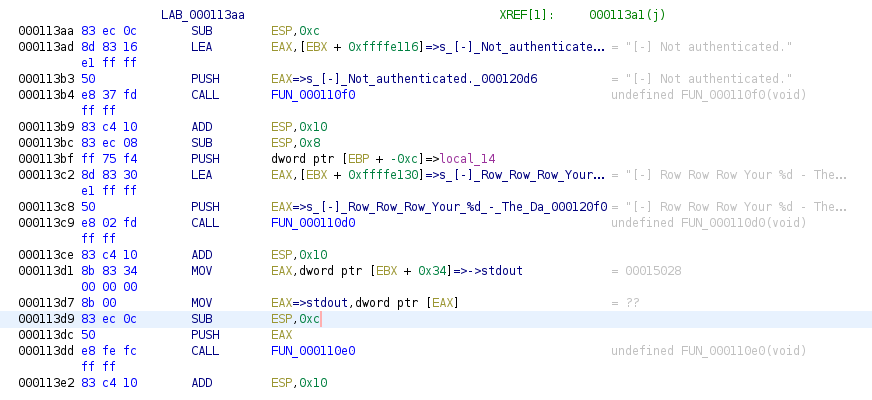 LAB_000113aa XREF[1]: 000113a1(j)
000113aa 83 ec 0c SUB ESP,0xc
000113ad 8d 83 16 LEA EAX,[EBX + 0xffffe116]=>s_[-]_Not_authenticate... = "[-] Not authenticated."
e1 ff ff
000113b3 50 PUSH EAX=>s_[-]_Not_authenticated._000120d6 = "[-] Not authenticated."
000113b4 e8 37 fd CALL FUN_000110f0 undefined FUN_000110f0(void)
ff ff
000113b9 83 c4 10 ADD ESP,0x10
000113bc 83 ec 08 SUB ESP,0x8
000113bf ff 75 f4 PUSH dword ptr [EBP + -0xc]=>local_14
000113c2 8d 83 30 LEA EAX,[EBX + 0xffffe130]=>s_[-]_Row_Row_Row_Your... = "[-] Row Row Row Your %d - The...
e1 ff ff
000113c8 50 PUSH EAX=>s_[-]_Row_Row_Row_Your_%d_-_The_Da_000120f0 = "[-] Row Row Row Your %d - The...
000113c9 e8 02 fd CALL FUN_000110d0 undefined FUN_000110d0(void)
ff ff
000113ce 83 c4 10 ADD ESP,0x10
000113d1 8b 83 34 MOV EAX,dword ptr [EBX + 0x34]=>->stdout = 00015028
00 00 00
000113d7 8b 00 MOV EAX=>stdout,dword ptr [EAX] = ??
000113d9 83 ec 0c SUB ESP,0xc
000113dc 50 PUSH EAX
000113dd e8 fe fc CALL FUN_000110e0 undefined FUN_000110e0(void)
ff ff
000113e2 83 c4 10 ADD ESP,0x10